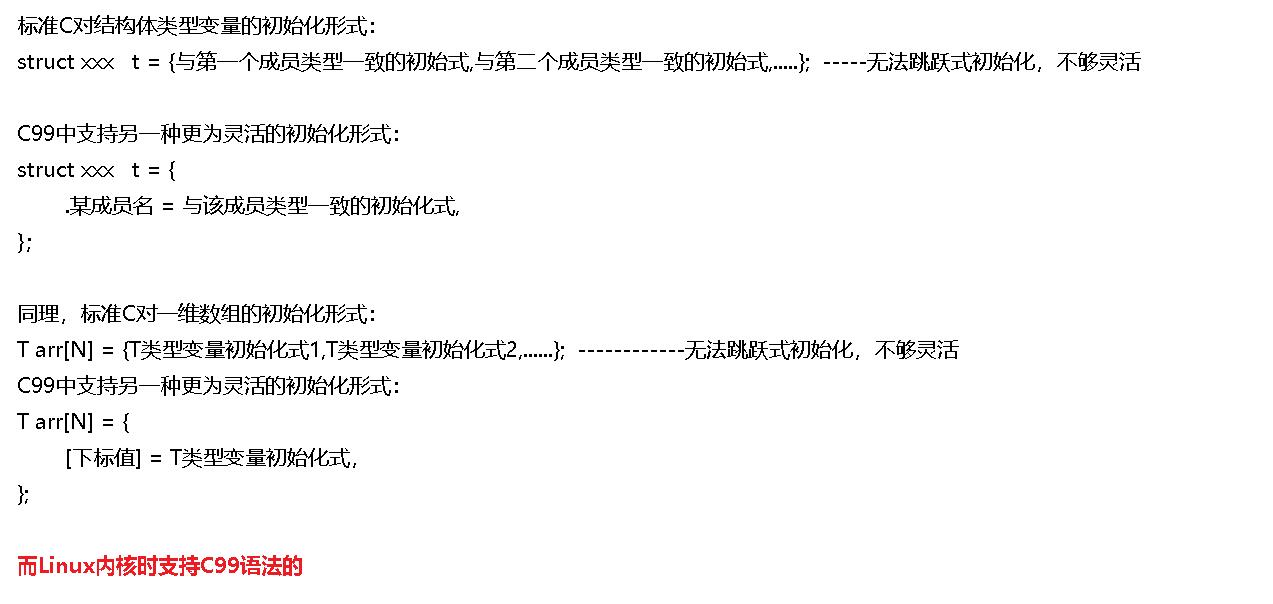 标准C对结构体类型变量的初始化形式：
struct xxx t = {与第一个成员类型一致的初始式,与第二个成员类型一致的初始式,.....}; -----无法跳跃式初始化，不够灵活
C99中支持另一种更为灵活的初始化形式：
struct xxx t = {
.某成员名 = 与该成员类型一致的初始化式,
};
同理，标准C对一维数组的初始化形式：
T arr[N] = {T类型变量初始化式1,T类型变量初始化式2,......}; ------------无法跳跃式初始化，不够灵活
C99中支持另一种更为灵活的初始化形式：
T arr[N] = {
[下标值] = T类型变量初始化式，
};
而Linux内核时支持C99语法的